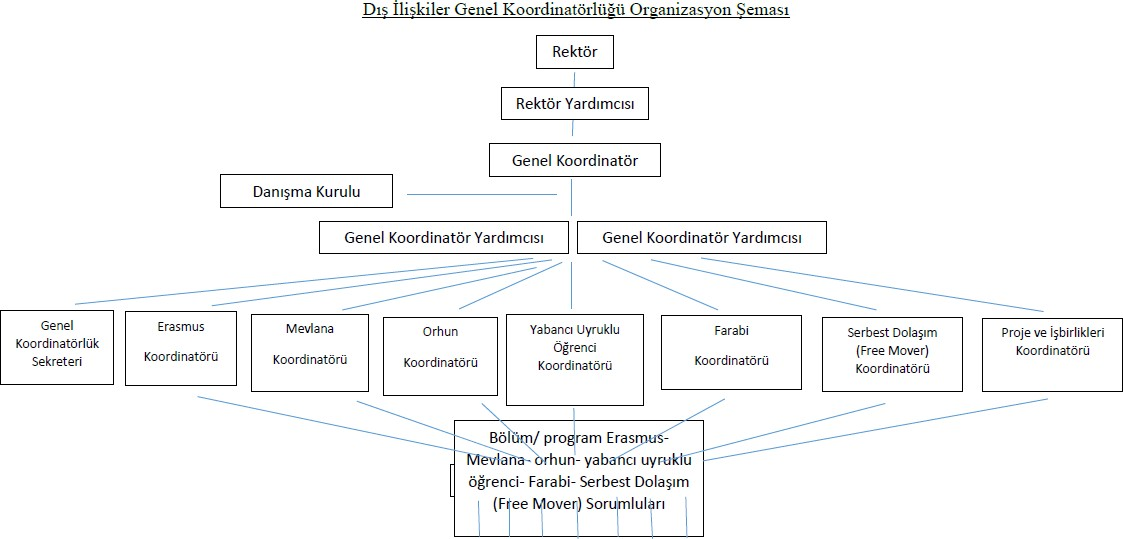 Dış İlişkiler Genel Koordinatörlüğü Organizasyon Şeması
Rektör
Rektör Yardımcısı
Genel Koordinatör
Danışma Kurulu
Genel Koordinatör Yardımcısı
Genel Koordinatör Yardımcısı
Genel
Koordinatörlük
Sekreteri
Erasmus
Koordinatörü
Mevlana
Koordinatörü
Orhun
Koordinatörü
Yabancı Uyruklu
Öğrenci
Koordinatörü
Farabi
Koordinatörü
Serbest Dolaşım
(Free Mover)
Koordinatörü
Proje ve İşbirlikleri
Koordinatörü
Bölüm/ program Erasmus-
Mevlana- orhun- yabancı uyruklu
öğrenci- Farabi- Serbest Dolaşım
(Free Mover) Sorumluları